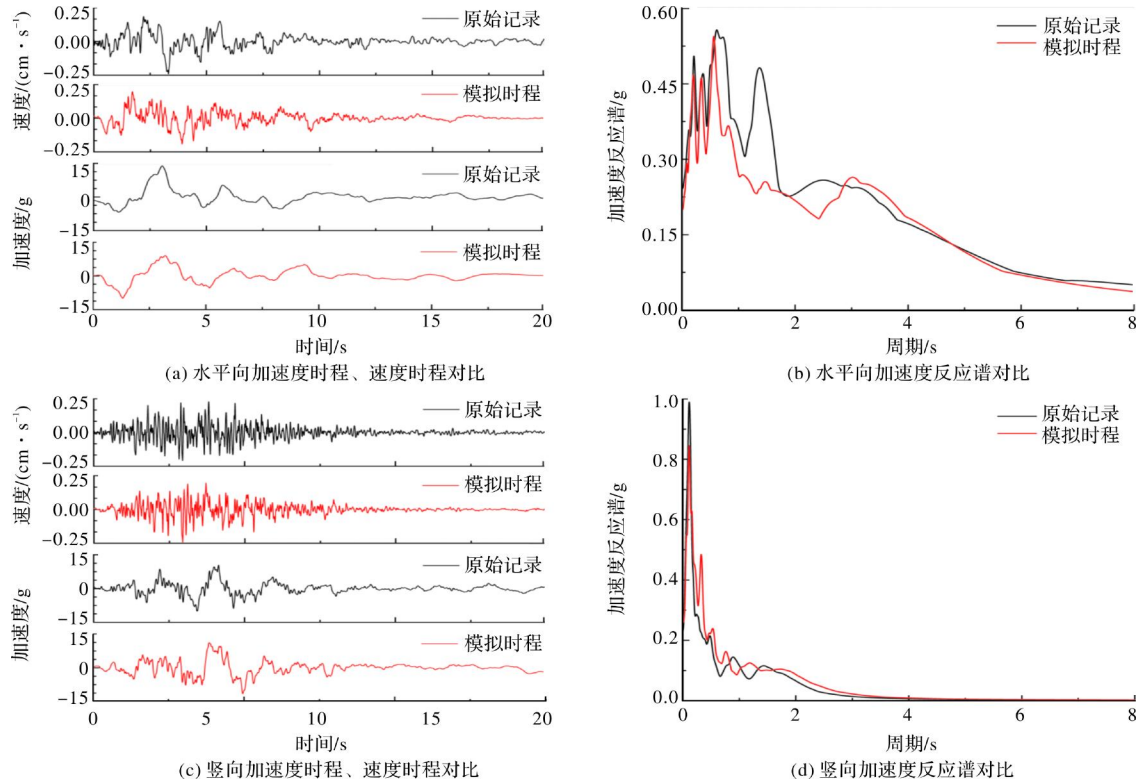 0.25
0.00
−0.25
原始记录
0.25
0.00
−0.25
模拟时程
速度/(cm·s⁻¹)
15
0
−15
原始记录
15
0
−15
模拟时程
加速度/g
0 5 10 15 20
时间/s
(a) 水平向加速度时程、速度时程对比
0.60
0.45
0.30
0.15
0.00
加速度反应谱/g
原始记录
模拟时程
0 2 4 6 8
周期/s
(b) 水平向加速度反应谱对比
0.25
0.00
−0.25
原始记录
0.25
0.00
−0.25
模拟时程
速度/(cm·s⁻¹)
15
0
−15
原始记录
15
0
−15
模拟时程
加速度/g
0 5 10 15 20
时间/s
(c) 竖向加速度时程、速度时程对比
1.0
0.8
0.6
0.4
0.2
0.0
加速度反应谱/g
原始记录
模拟时程
0 2 4 6 8
周期/s
(d) 竖向加速度反应谱对比